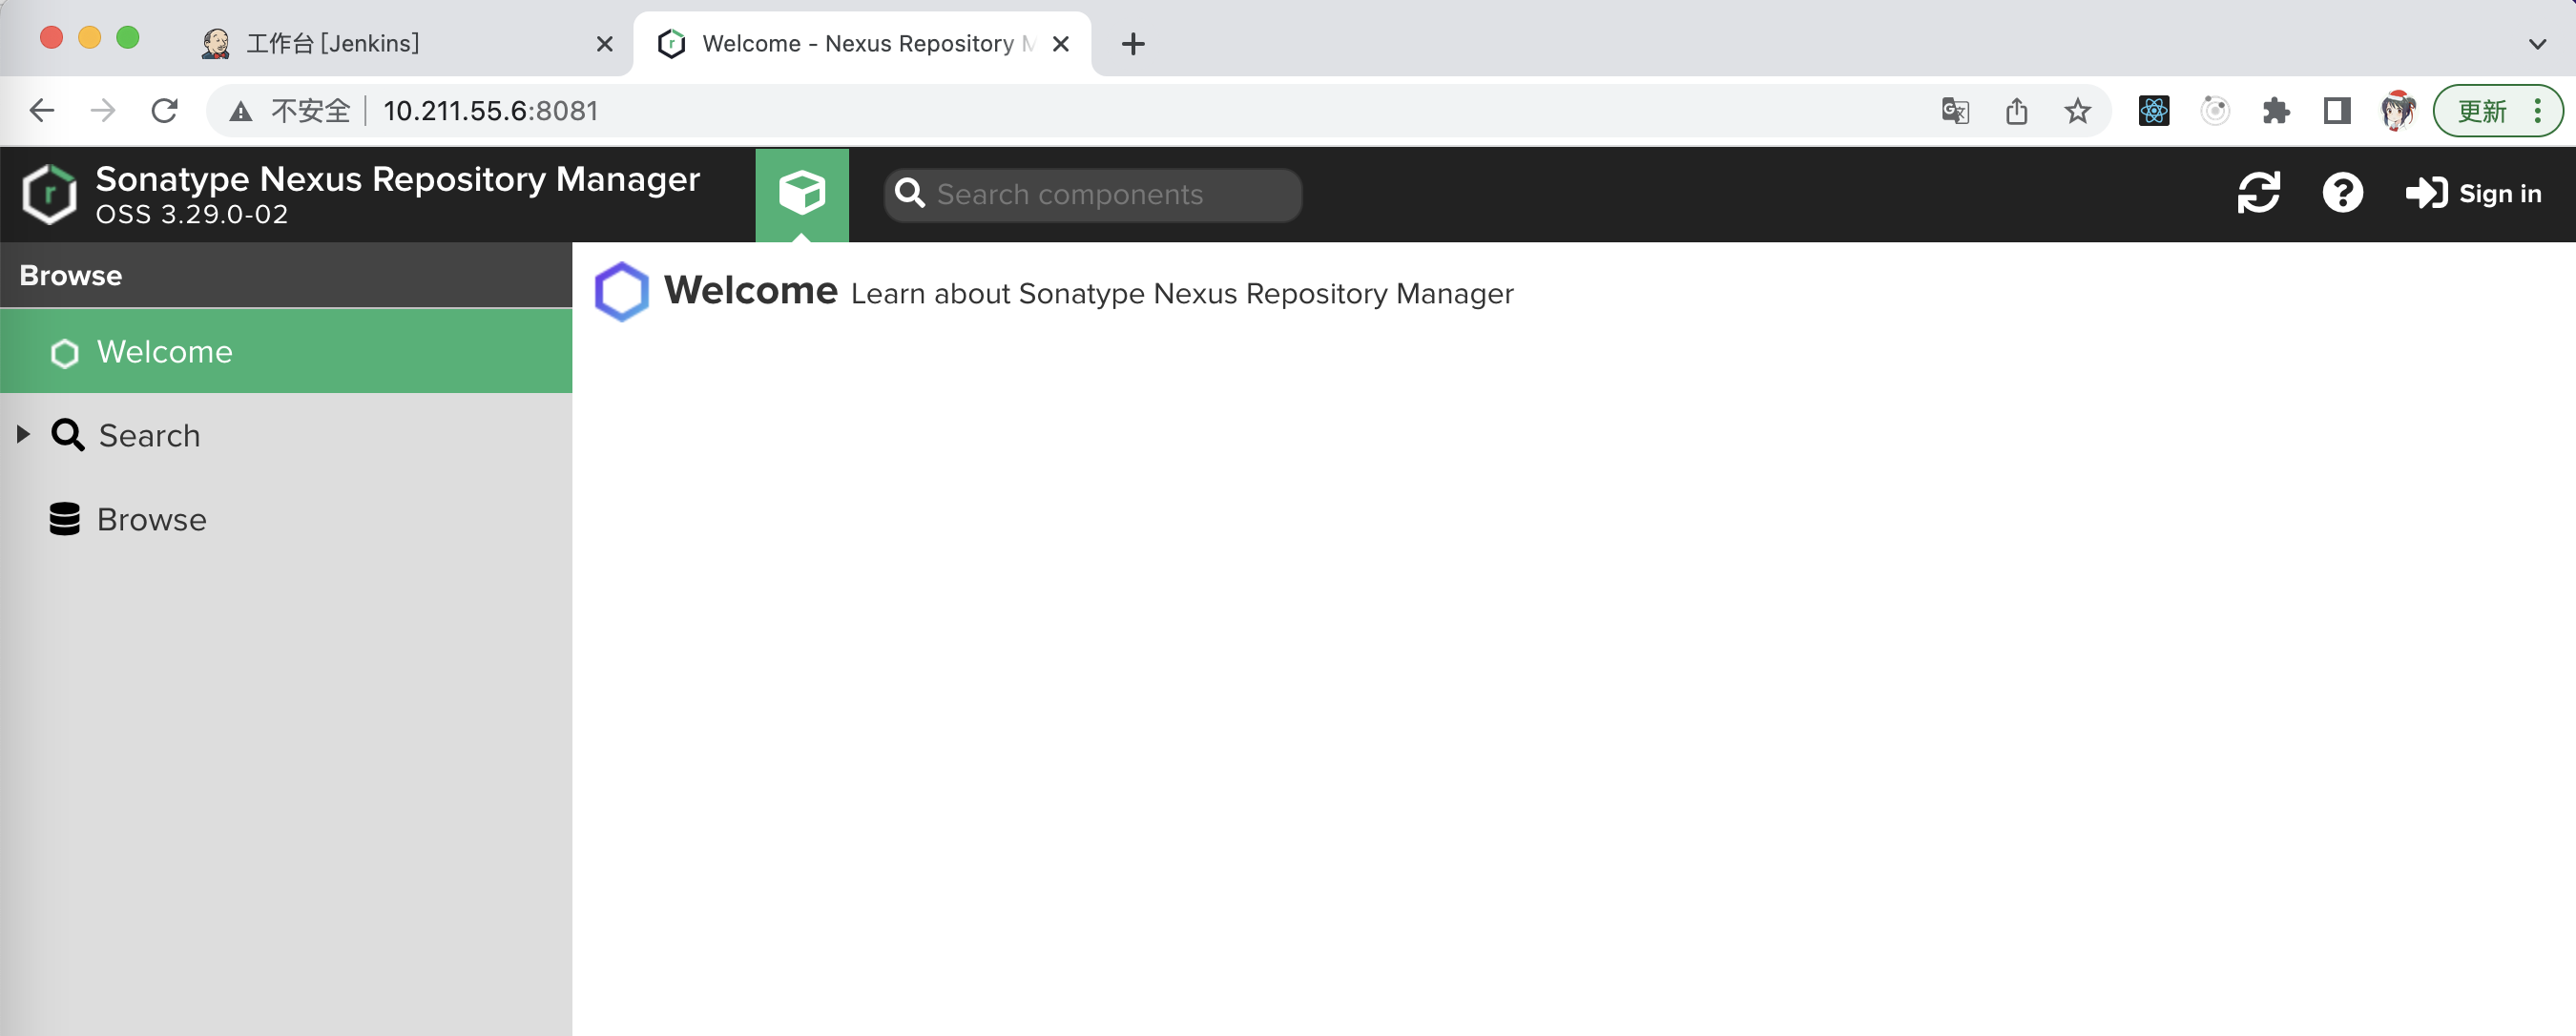 工作台 [Jenkins]
Welcome - Nexus Repository M
不安全 | 10.211.55.6:8081
更新
Sonatype Nexus Repository Manager
OSS 3.29.0-02
Search components
Sign in
Browse
Welcome
Search
Browse
Welcome Learn about Sonatype Nexus Repository Manager